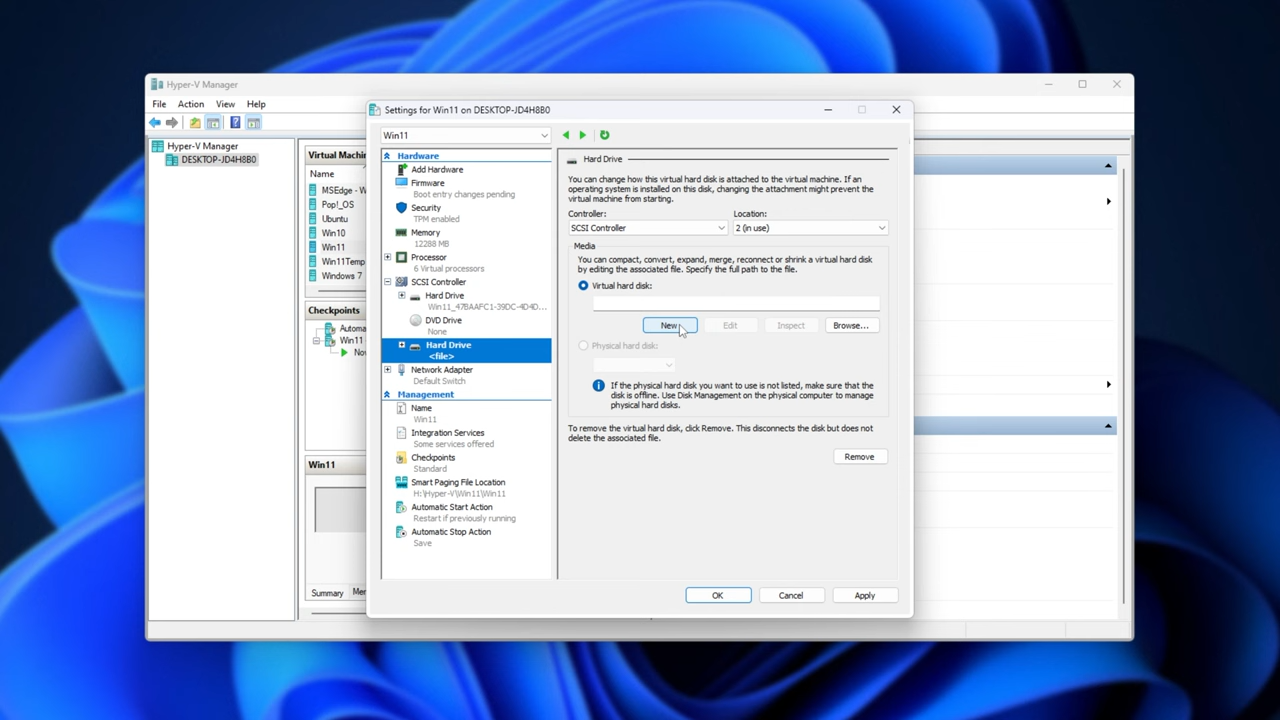 Hyper-V Manager
File Action View Help
Hyper-V Manager
DESKTOP-JD4H8B0
Virtual Machin
Name
MSEdge - W
Pop!_OS
Ubuntu
Win10
Win11
Win11Temp
Windows 7
Checkpoints
Automa
Win11
No
Win11
Summary Me
Settings for Win11 on DESKTOP-JD4H8B0
Win11
Hardware
Add Hardware
Firmware
Boot entry changes pending
Security
TPM enabled
Memory
12288 MB
Processor
6 Virtual processors
SCSI Controller
Hard Drive
Win11_47BAAFC1-39DC-4D4D...
DVD Drive
None
Hard Drive
<file>
Network Adapter
Default Switch
Management
Name
Win11
Integration Services
Some services offered
Checkpoints
Standard
Smart Paging File Location
H:\Hyper-V\Win11\Win11
Automatic Start Action
Restart if previously running
Automatic Stop Action
Save
Hard Drive
You can change how this virtual hard disk is attached to the virtual machine. If an
operating system is installed on this disk, changing the attachment might prevent the
virtual machine from starting.
Controller: Location:
SCSI Controller 2 (in use)
Media
You can compact, convert, expand, merge, reconnect or shrink a virtual hard disk
by editing the associated file. Specify the full path to the file.
Virtual hard disk:
New Edit Inspect Browse...
Physical hard disk:
If the physical hard disk you want to use is not listed, make sure that the
disk is offline. Use Disk Management on the physical computer to manage
physical hard disks.
To remove the virtual hard disk, click Remove. This disconnects the disk but does not
delete the associated file.
Remove
OK Cancel Apply